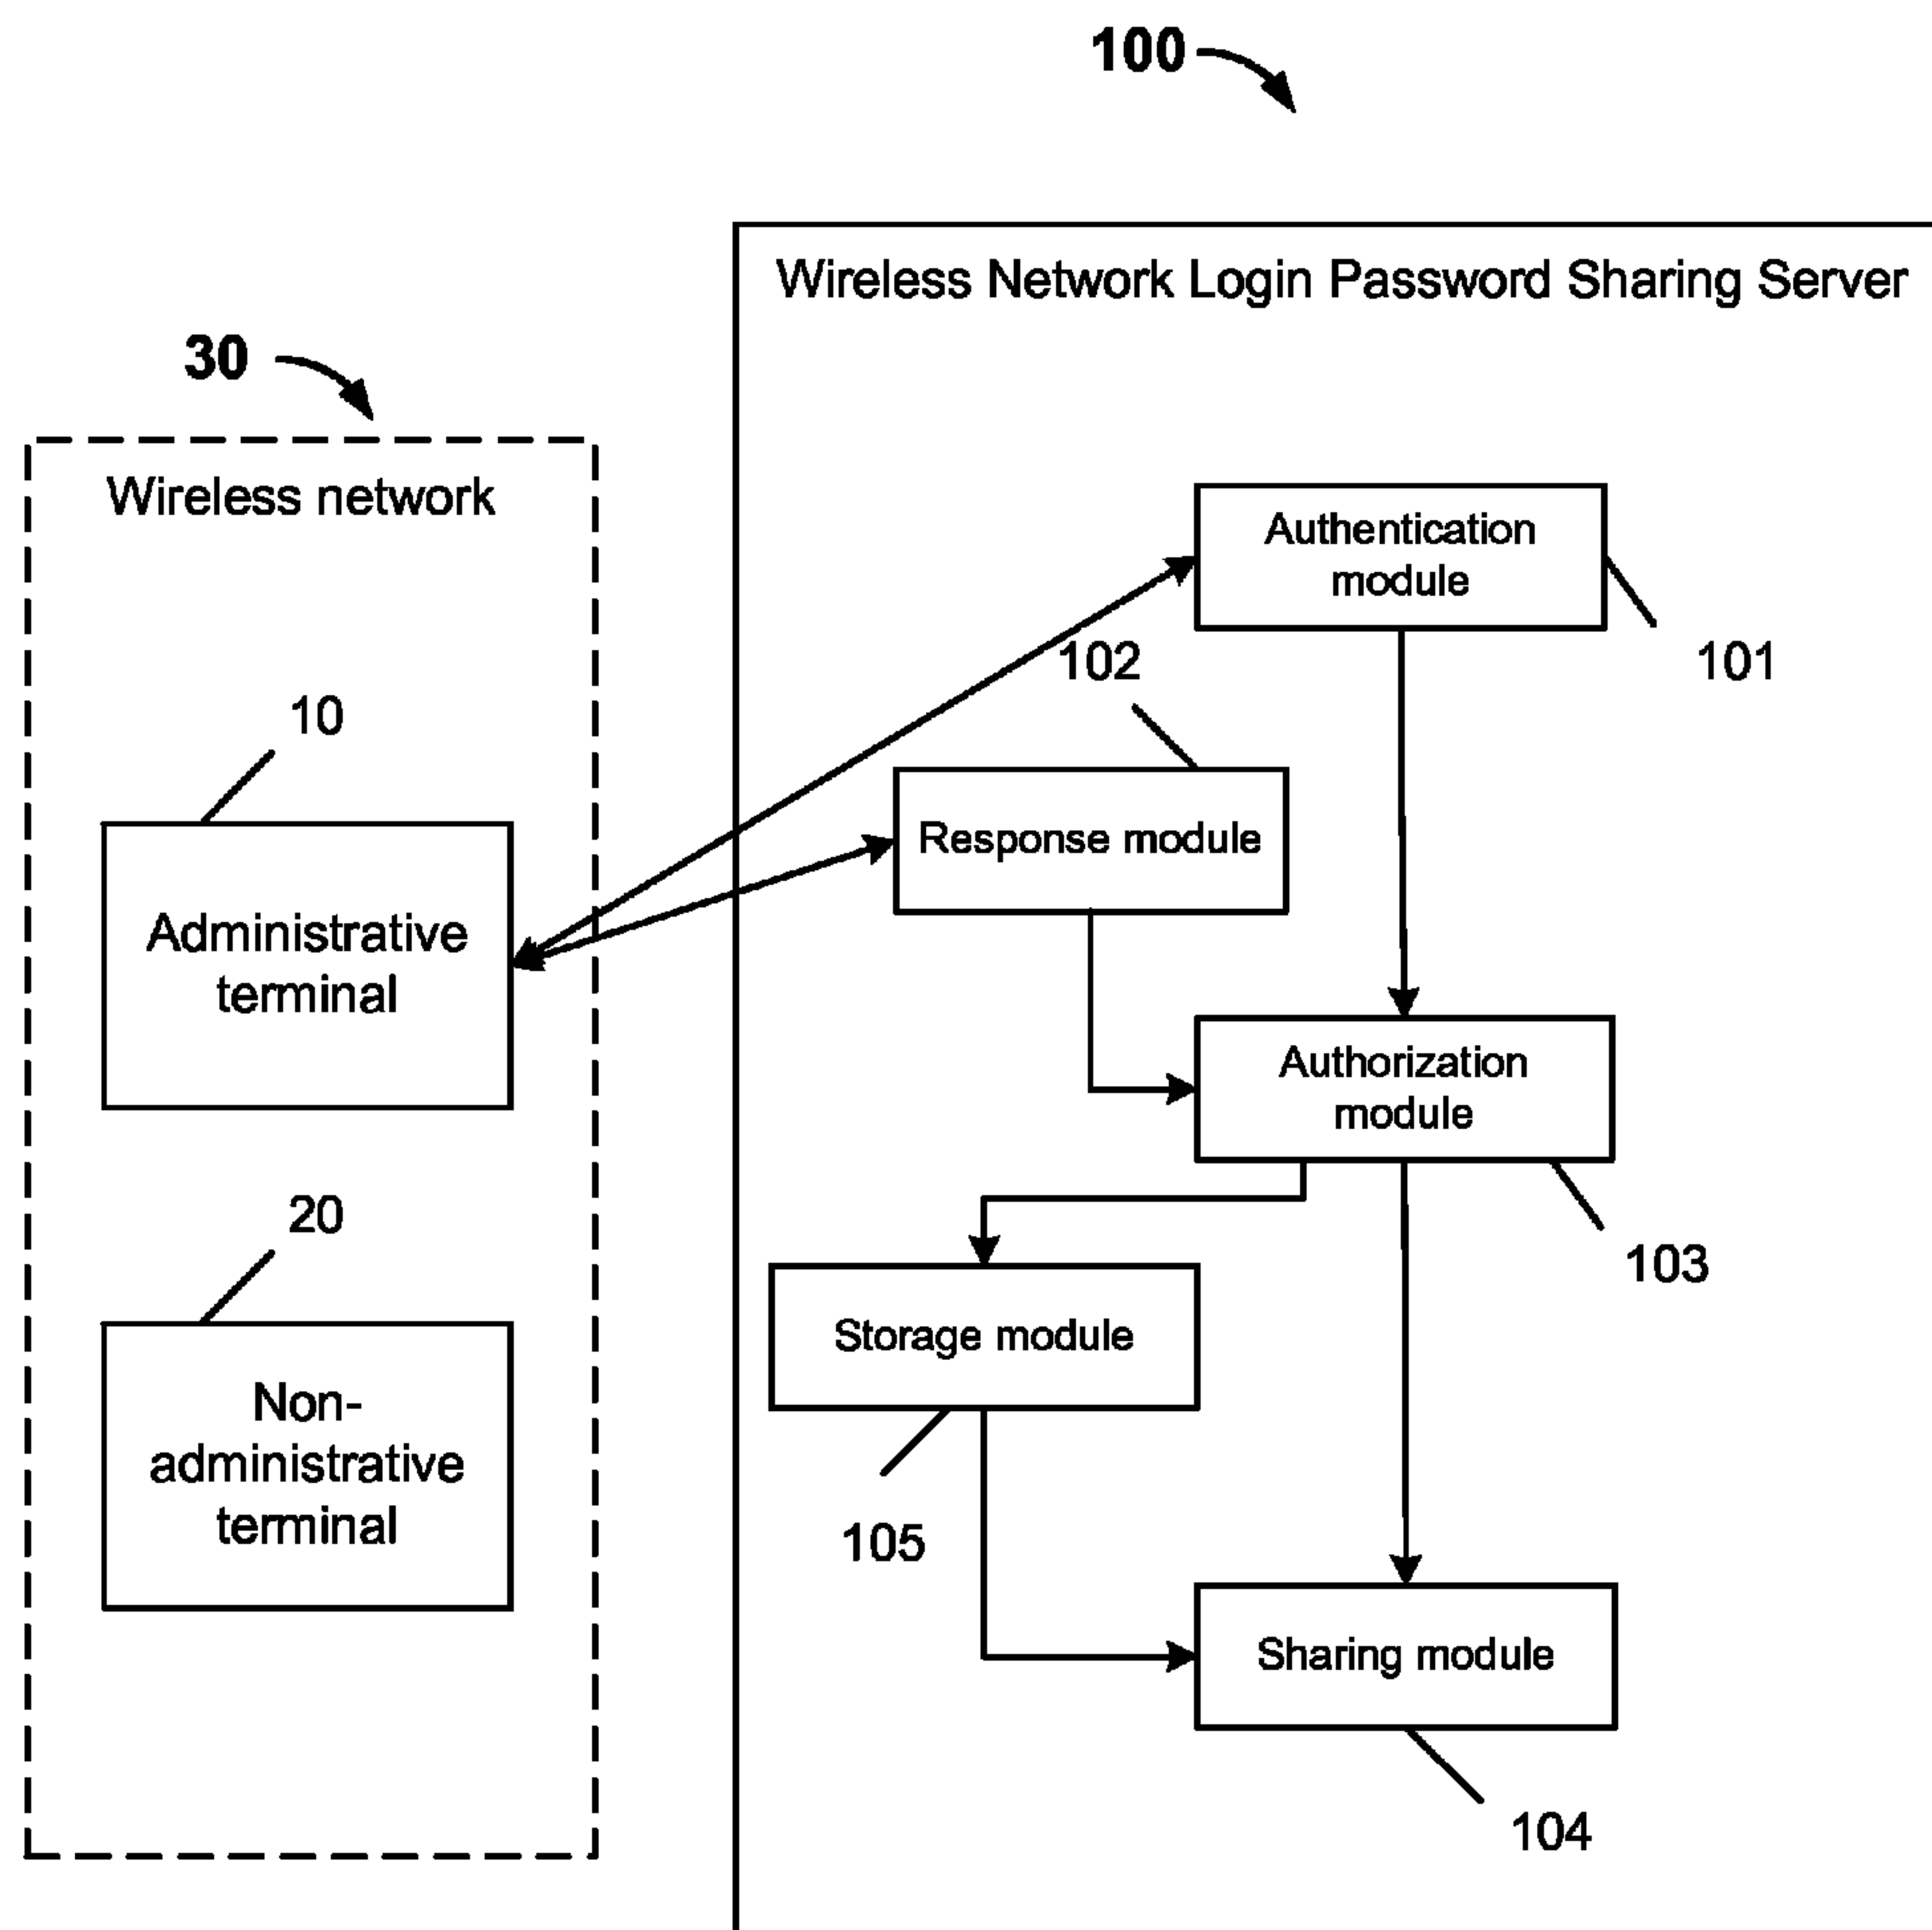 100
Wireless Network Login Password Sharing Server
30
Wireless network
Authentication
module
101
102
10
Response module
Administrative
terminal
Authorization
module
103
20
Storage module
Non-
administrative
terminal
105
Sharing module
104